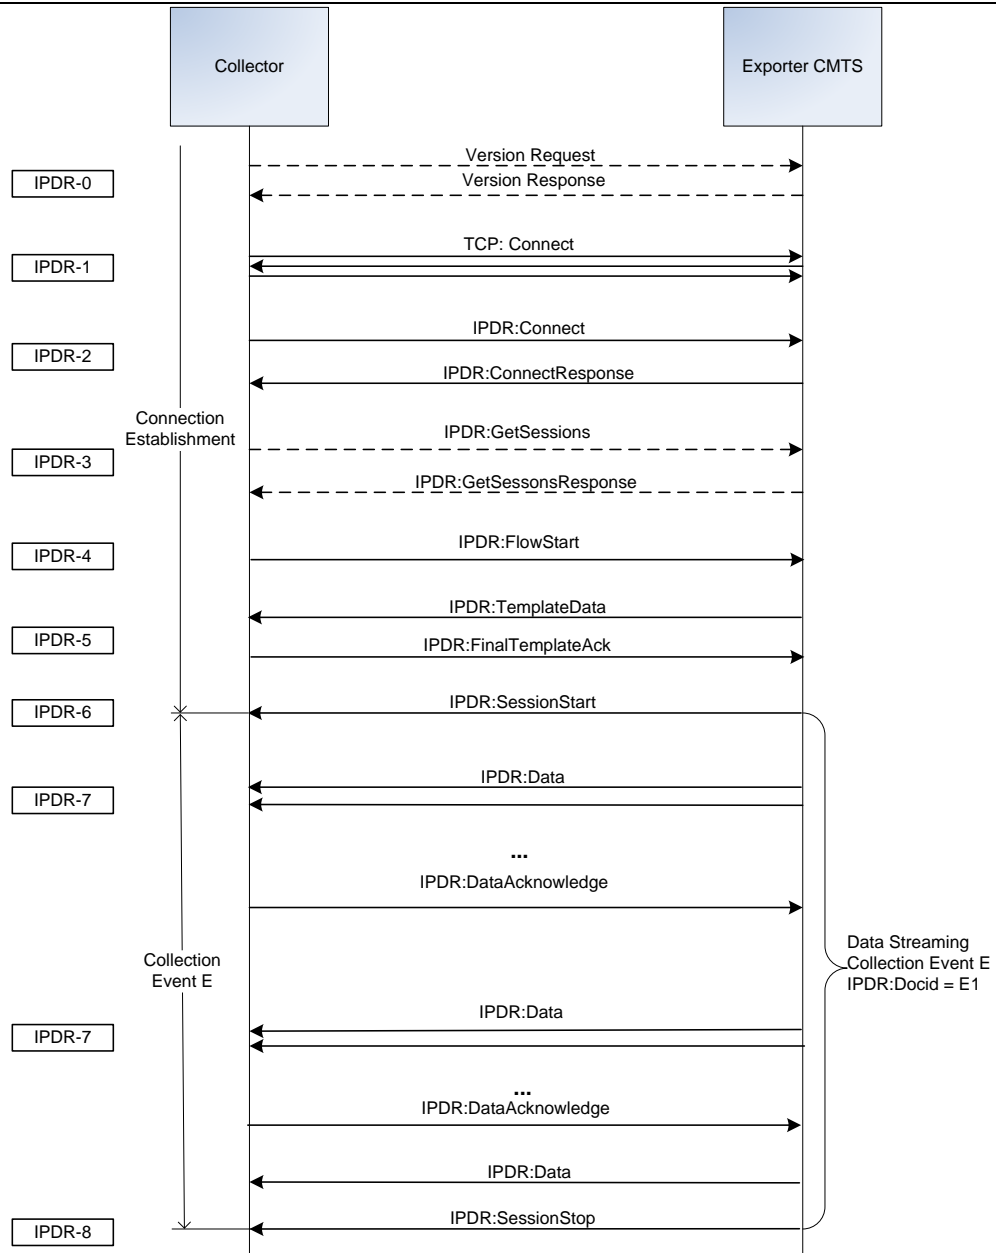 Collector
Exporter CMTS
Version Request
IPDR-0
Version Response
TCP: Connect
IPDR-1
IPDR:Connect
IPDR-2
IPDR:ConnectResponse
Connection
Establishment
IPDR:GetSessions
IPDR-3
IPDR:GetSessonsResponse
IPDR:FlowStart
IPDR-4
IPDR:TemplateData
IPDR-5
IPDR:FinalTemplateAck
IPDR:SessionStart
IPDR-6
IPDR:Data
IPDR-7
...
IPDR:DataAcknowledge
Collection
Event E
Data Streaming
Collection Event E
IPDR:Docid = E1
IPDR:Data
IPDR-7
...
IPDR:DataAcknowledge
IPDR:Data
IPDR:SessionStop
IPDR-8